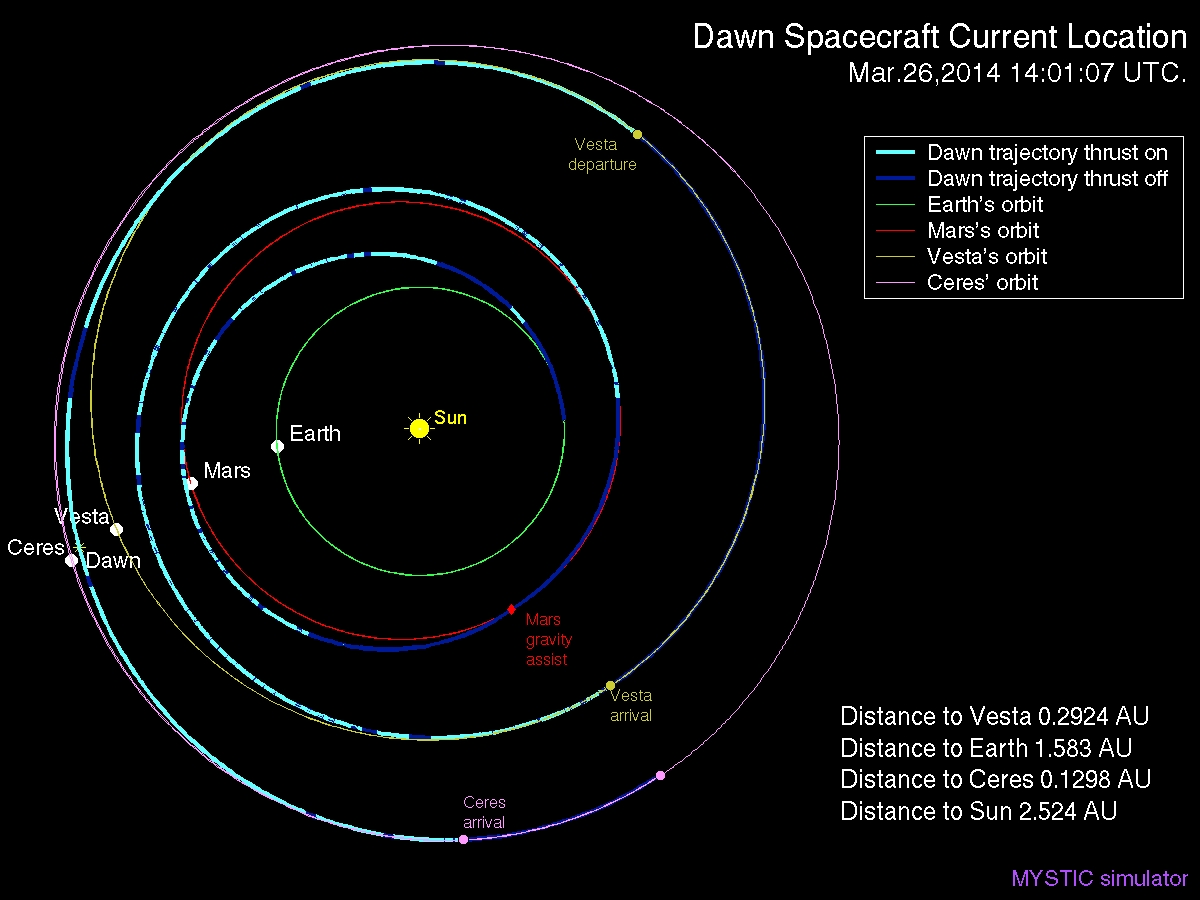 Dawn Spacecraft Current Location
Mar.26,2014 14:01:07 UTC.
Dawn trajectory thrust on
Dawn trajectory thrust off
Earth's orbit
Mars's orbit
Vesta's orbit
Ceres' orbit
Vesta
departure
Sun
Earth
Mars
Vesta
Ceres
Dawn
Mars
gravity
assist
Vesta
arrival
Ceres
arrival
Distance to Vesta 0.2924 AU
Distance to Earth 1.583 AU
Distance to Ceres 0.1298 AU
Distance to Sun 2.524 AU
MYSTIC simulator